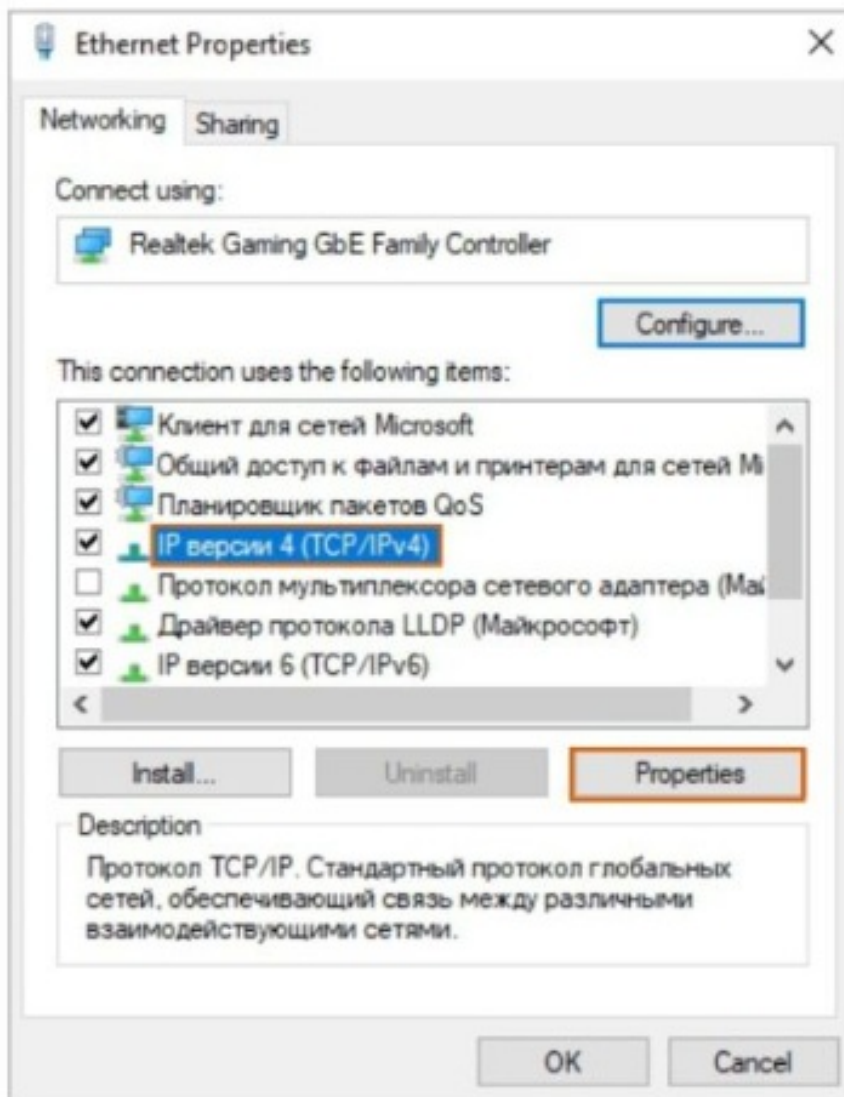 Ethernet Properties
Networking
Sharing
Connect using:
Realtek Gaming GbE Family Controller
Configure...
This connection uses the following items:
Клиент для сетей Microsoft
Общий доступ к файлам и принтерам для сетей Mi
Планировщик пакетов QoS
IP версии 4 (TCP/IPv4)
Протокол мультиплексора сетевого адаптера (Май
Драйвер протокола LLDP (Майкрософт)
IP версии 6 (TCP/IPv6)
Install...
Uninstall
Properties
Description
Протокол TCP/IP. Стандартный протокол глобальных
сетей, обеспечивающий связь между различными
взаимодействующими сетями.
OK
Cancel